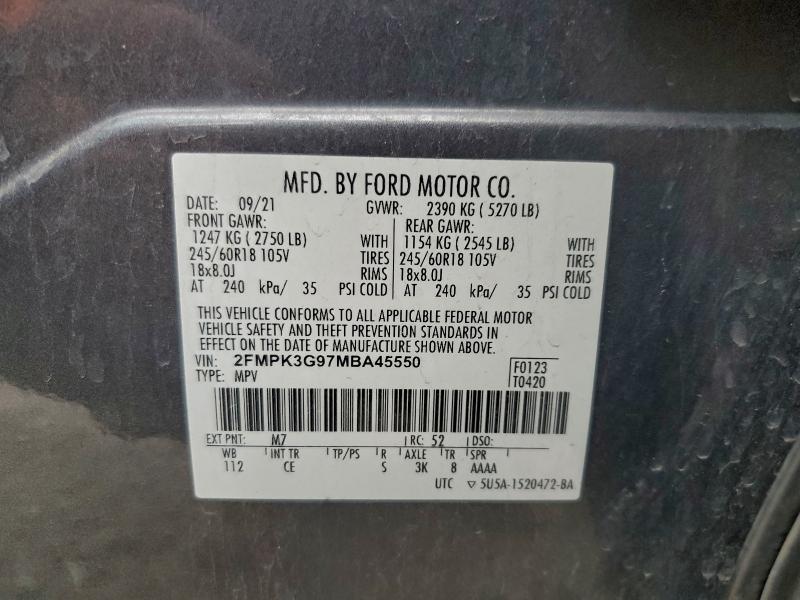 MFD. BY FORD MOTOR CO.
DATE: 09/21 GVWR: 2390 KG ( 5270 LB)
FRONT GAWR: REAR GAWR:
1247 KG ( 2750 LB) WITH 1154 KG ( 2545 LB) WITH
245/60R18 105V TIRES 245/60R18 105V TIRES
18x8.0J RIMS 18x8.0J RIMS
AT 240 kPa/ 35 PSI COLD AT 240 kPa/ 35 PSI COLD
THIS VEHICLE CONFORMS TO ALL APPLICABLE FEDERAL MOTOR
VEHICLE SAFETY AND THEFT PREVENTION STANDARDS IN
EFFECT ON THE DATE OF MANUFACTURE SHOWN ABOVE.
VIN: 2FMPK3G97MBA45550 F0123
TYPE: MPV T0420
EXT PNT: M7 RC: 52 DSO:
WB INT TR TP/PS R AXLE TR SPR
112 CE S 3K 8 AAAA
UTC ▽ 5U5A-1520472-BA